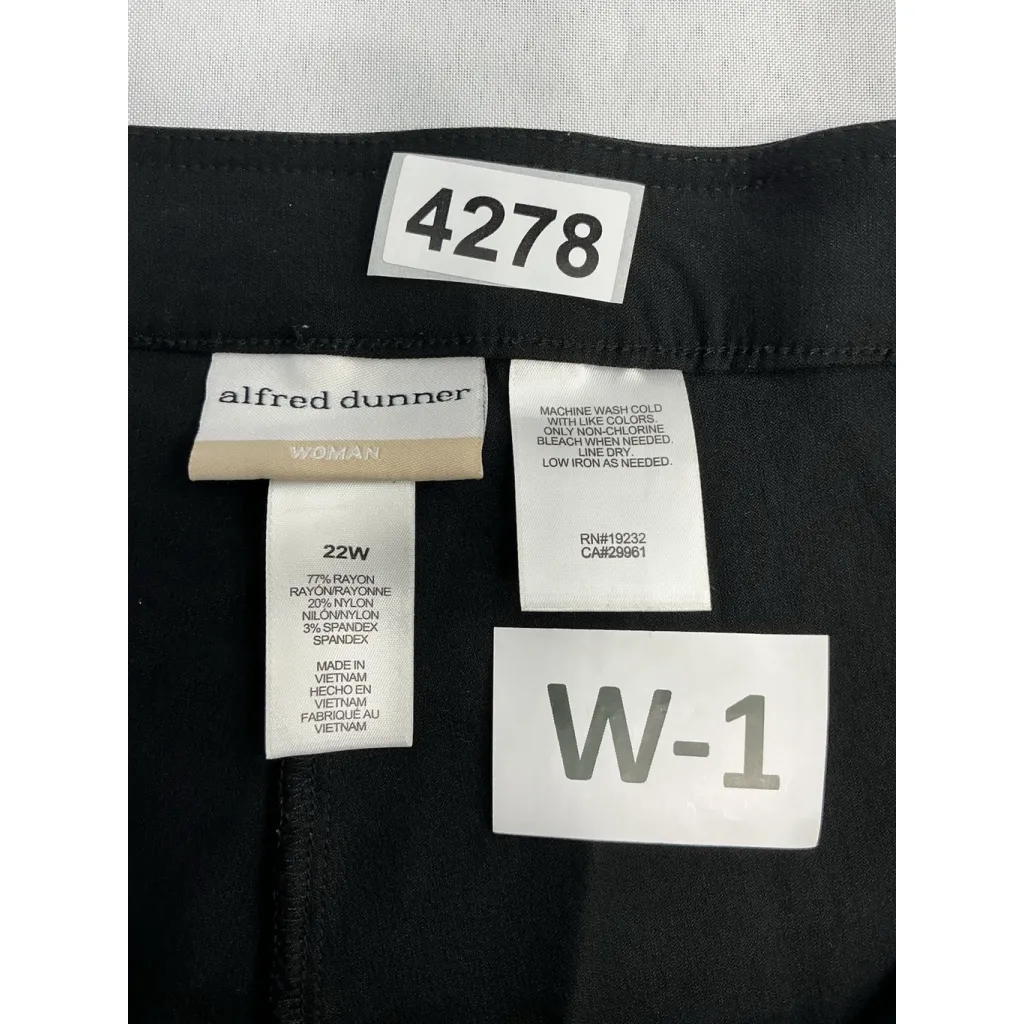 4278
alfred dunner
WOMAN
22W
77% RAYON
RAYÓN/RAYONNE
20% NYLON
NILÓN/NYLON
3% SPANDEX
SPANDEX
MADE IN
VIETNAM
HECHO EN
VIETNAM
FABRIQUÉ AU
VIETNAM
MACHINE WASH COLD
WITH LIKE COLORS.
ONLY NON-CHLORINE
BLEACH WHEN NEEDED.
LINE DRY.
LOW IRON AS NEEDED.
RN#19232
CA#29961
W-1